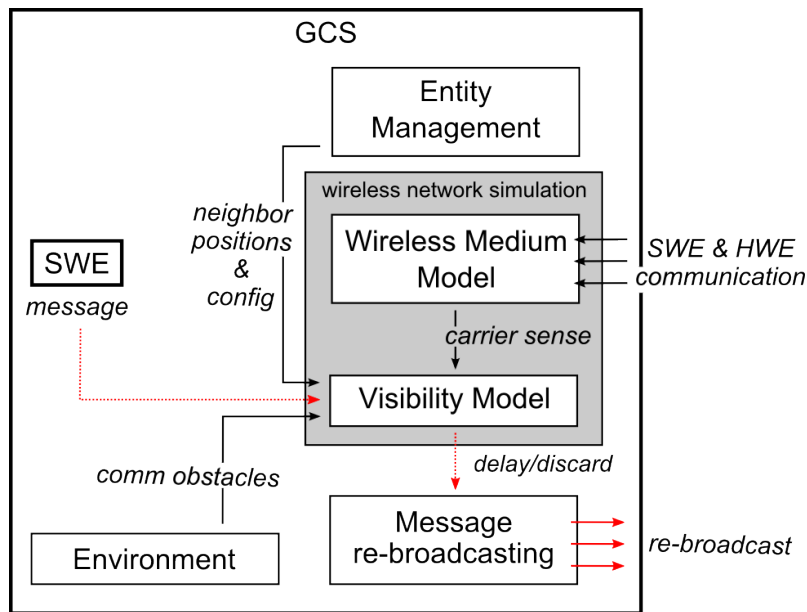 GCS
Entity
Management
wireless network simulation
neighbor
positions
&
config
Wireless Medium
Model
SWE & HWE
communication
SWE
message
carrier sense
Visibility Model
comm obstacles
delay/discard
Environment
Message
re-broadcasting
re-broadcast